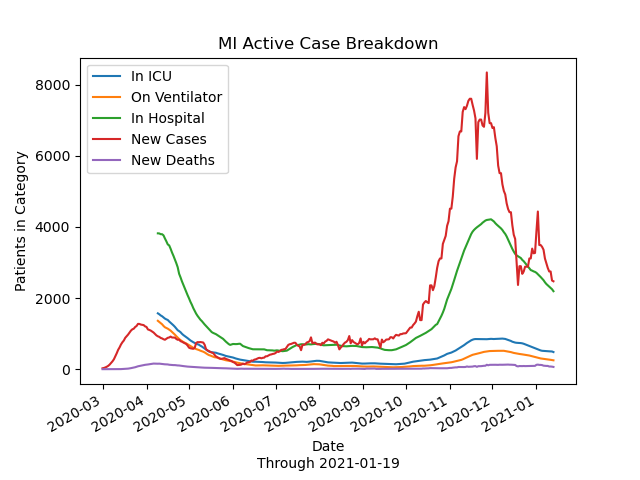 MI Active Case Breakdown
In ICU
On Ventilator
In Hospital
New Cases
New Deaths
Patients in Category
8000
6000
4000
2000
0
2020-03
2020-04
2020-05
2020-06
2020-07
2020-08
2020-09
2020-10
2020-11
2020-12
2021-01
Date
Through 2021-01-19